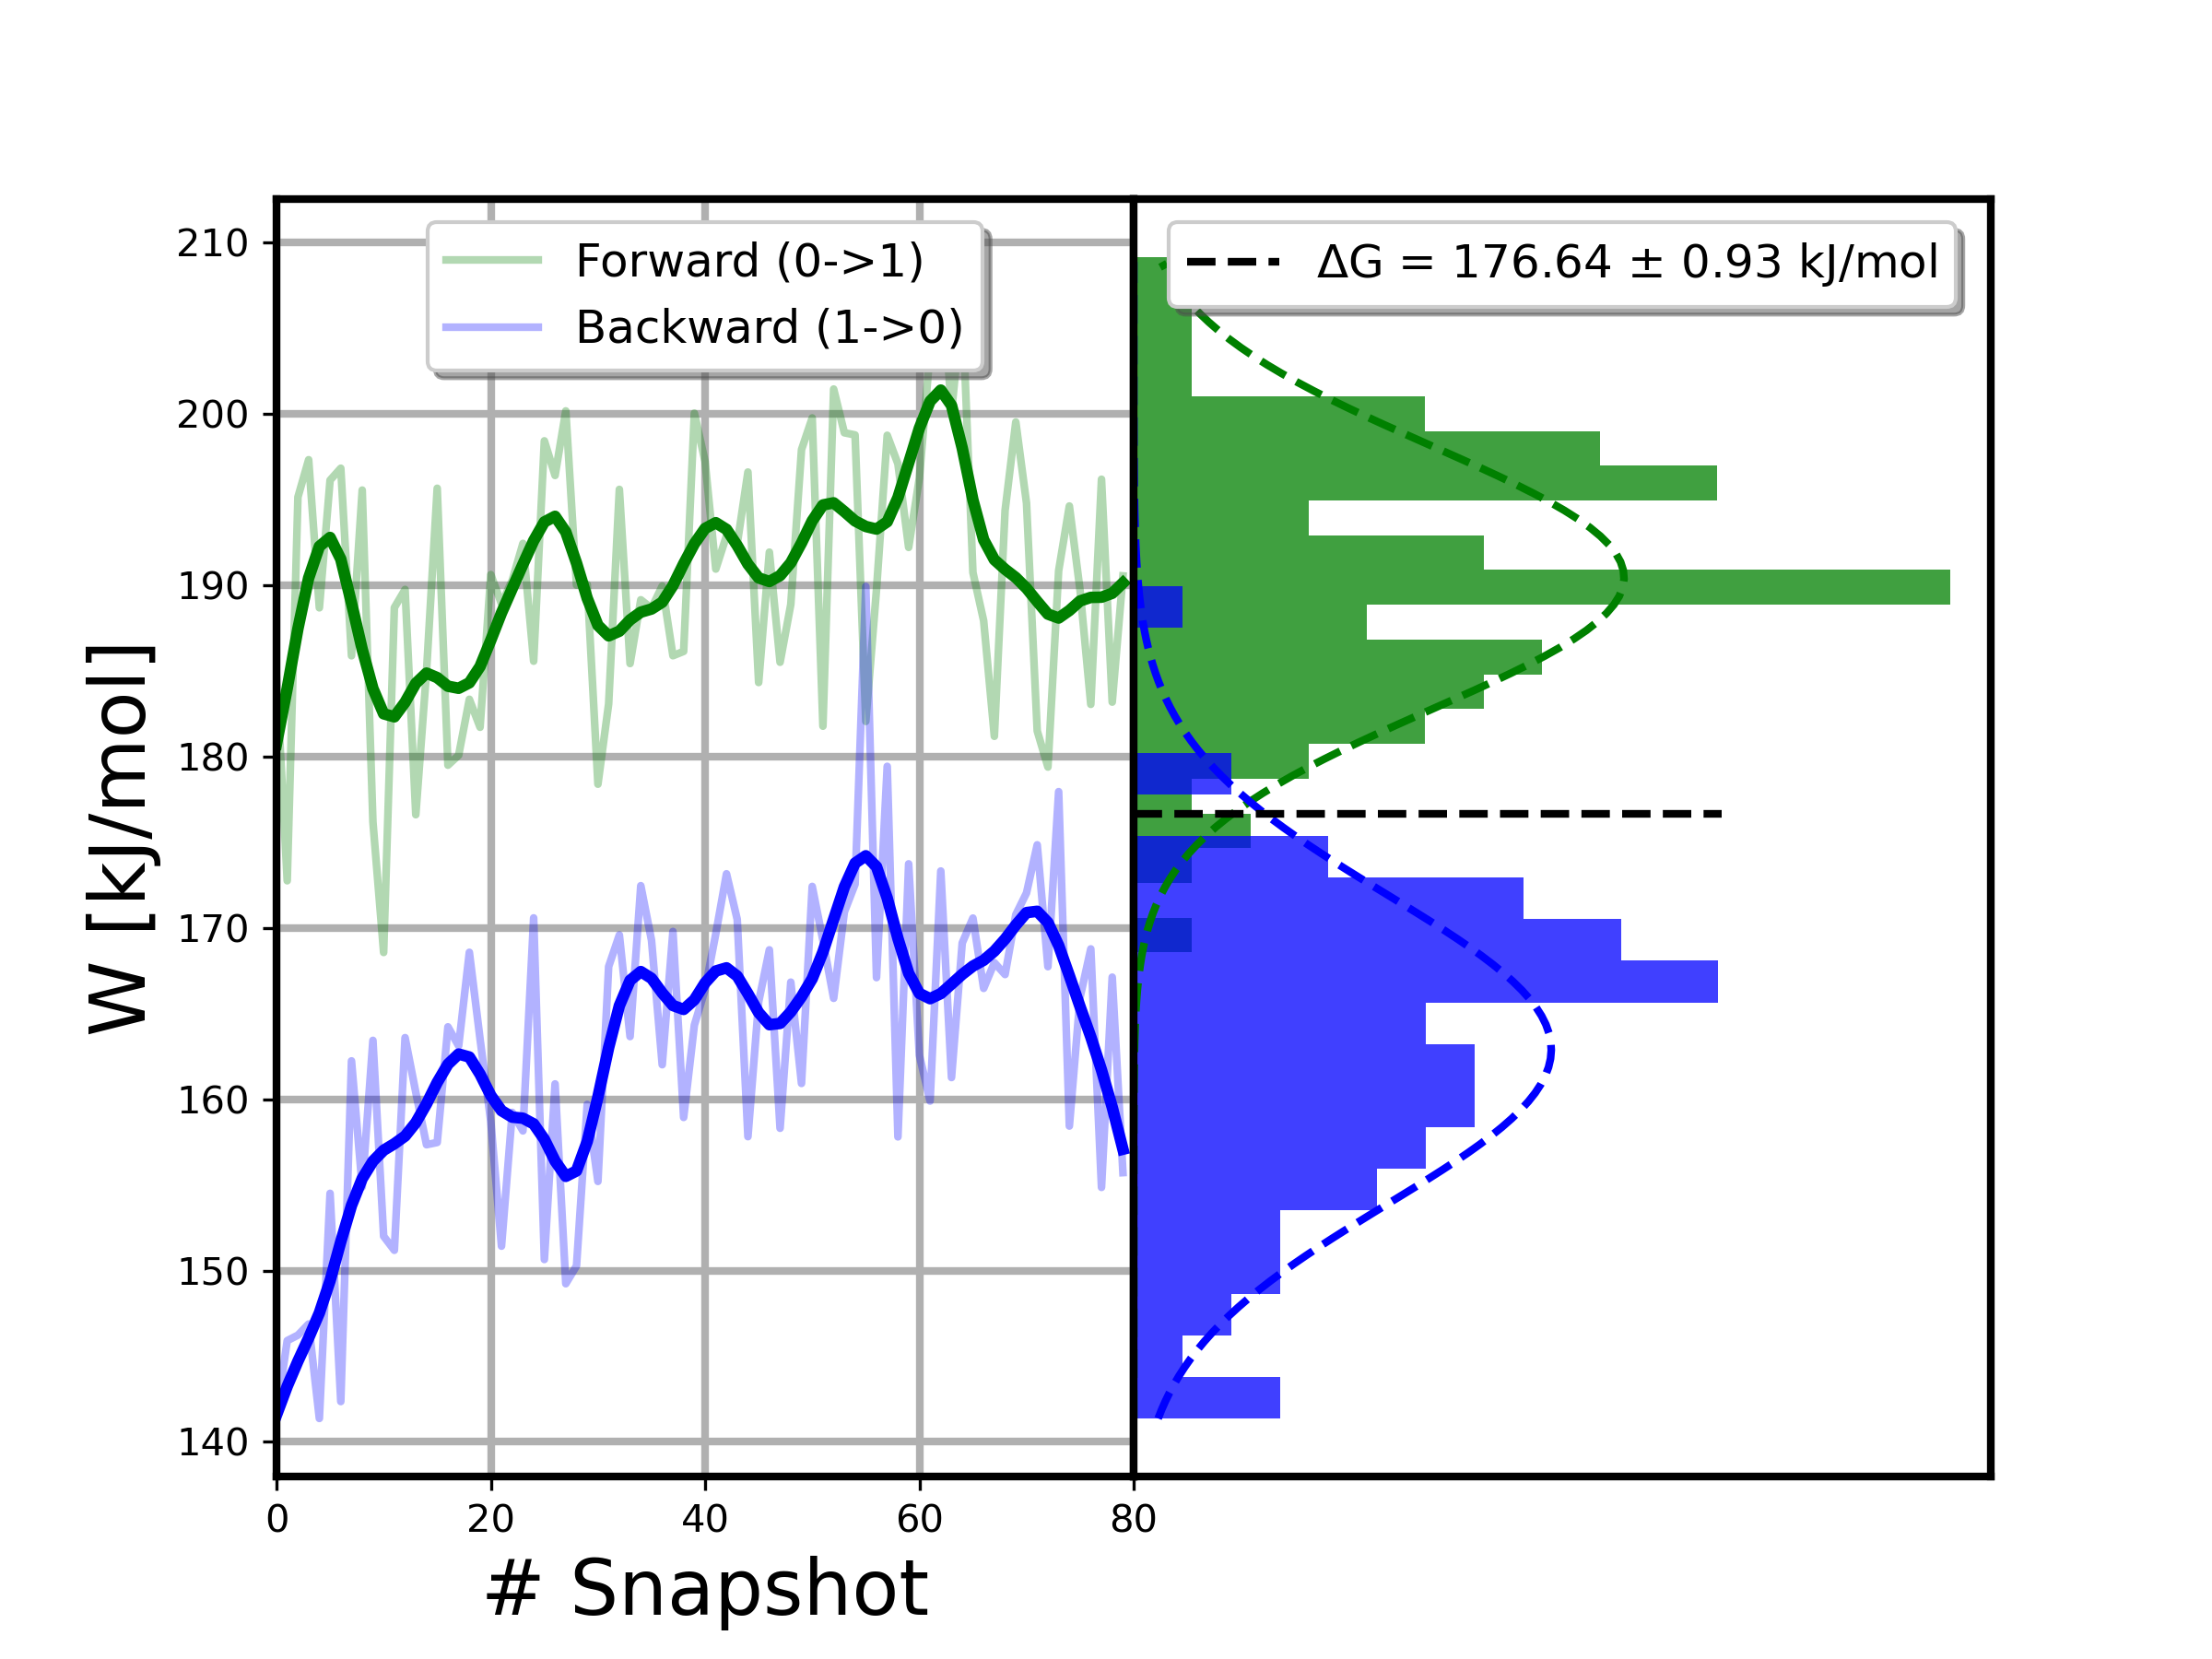 Forward (0->1)
Backward (1->0)
ΔG = 176.64 ± 0.93 kJ/mol
W [kJ/mol]
210
200
190
180
170
160
150
140
0 20 40 60 80
# Snapshot